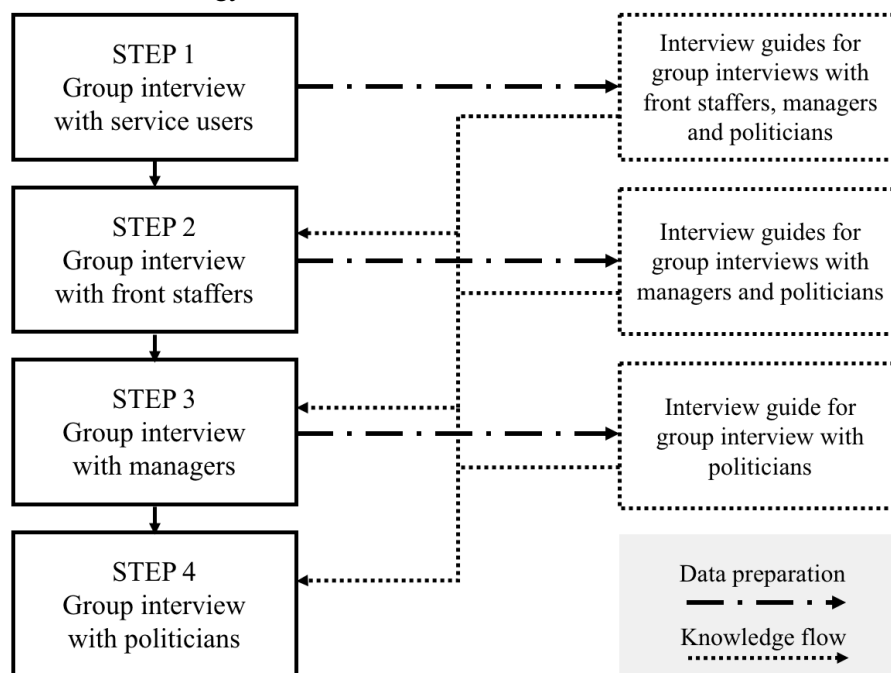 STEP 1
Group interview
with service users
Interview guides for
group interviews with
front staffers, managers
and politicians
STEP 2
Group interview
with front staffers
Interview guides for
group interviews with
managers and politicians
STEP 3
Group interview
with managers
Interview guide for
group interview with
politicians
STEP 4
Group interview
with politicians
Data preparation
Knowledge flow